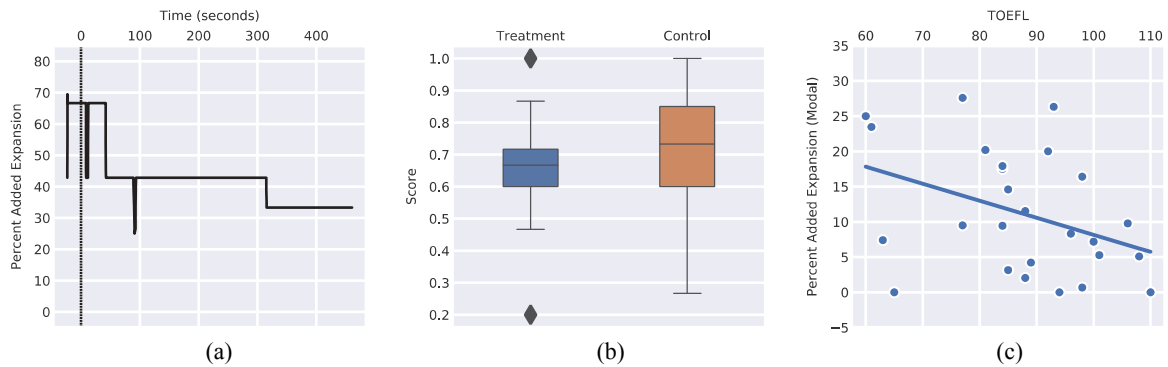 Time (seconds)
0 100 200 300 400
80
70
60
50
40
30
20
10
0
Percent Added Expansion
(a)
Treatment Control
1.0
0.9
0.8
0.7
0.6
0.5
0.4
0.3
0.2
Score
(b)
TOEFL
60 70 80 90 100 110
35
30
25
20
15
10
5
0
−5
Percent Added Expansion (Modal)
(c)